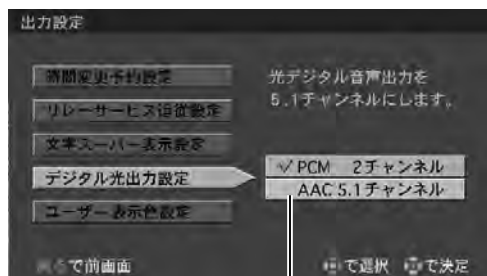 出力設定
時間変更予約設定
リレーサービス追従設定
文字スーパー表示設定
デジタル光出力設定
ユーザー表示色設定
光デジタル音声出力を
5.1チャンネルにします。
✓PCM 2チャンネル
AAC 5.1チャンネル
戻るで前画面
で選択 で決定